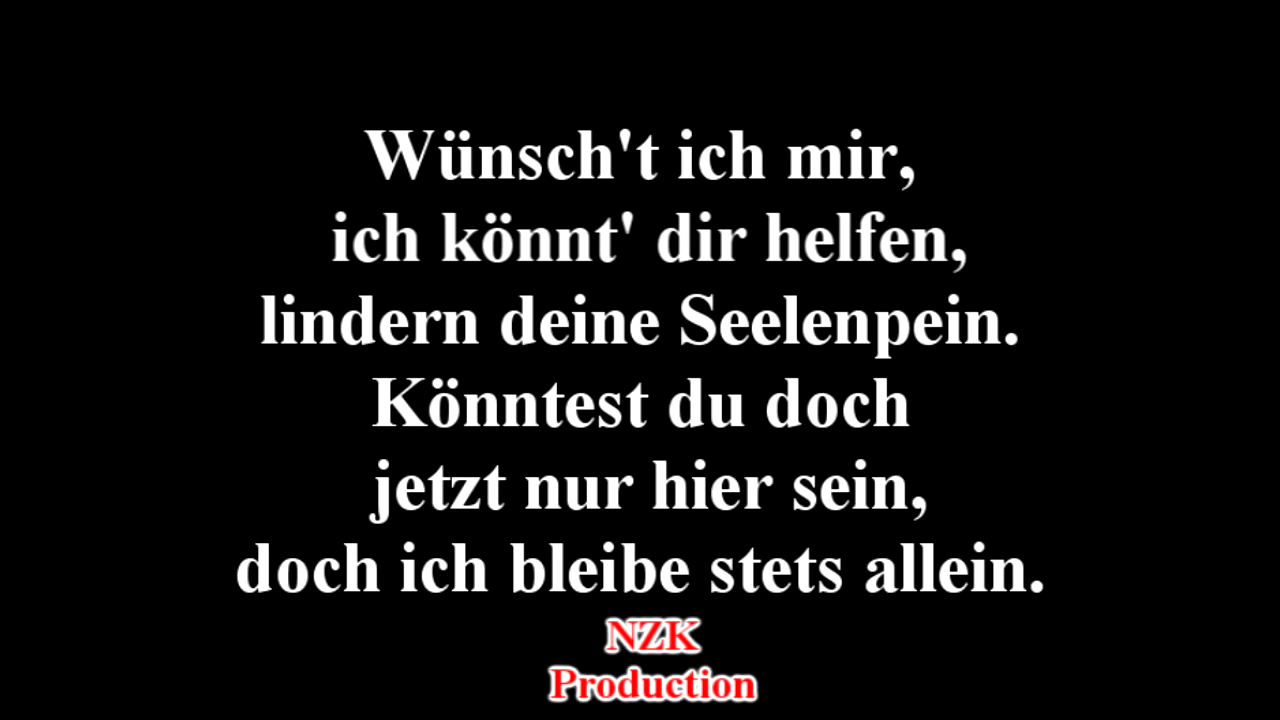 Wünsch't ich mir,
ich könnt' dir helfen,
lindern deine Seelenpein.
Könntest du doch
jetzt nur hier sein,
doch ich bleibe stets allein.
NZK
Production